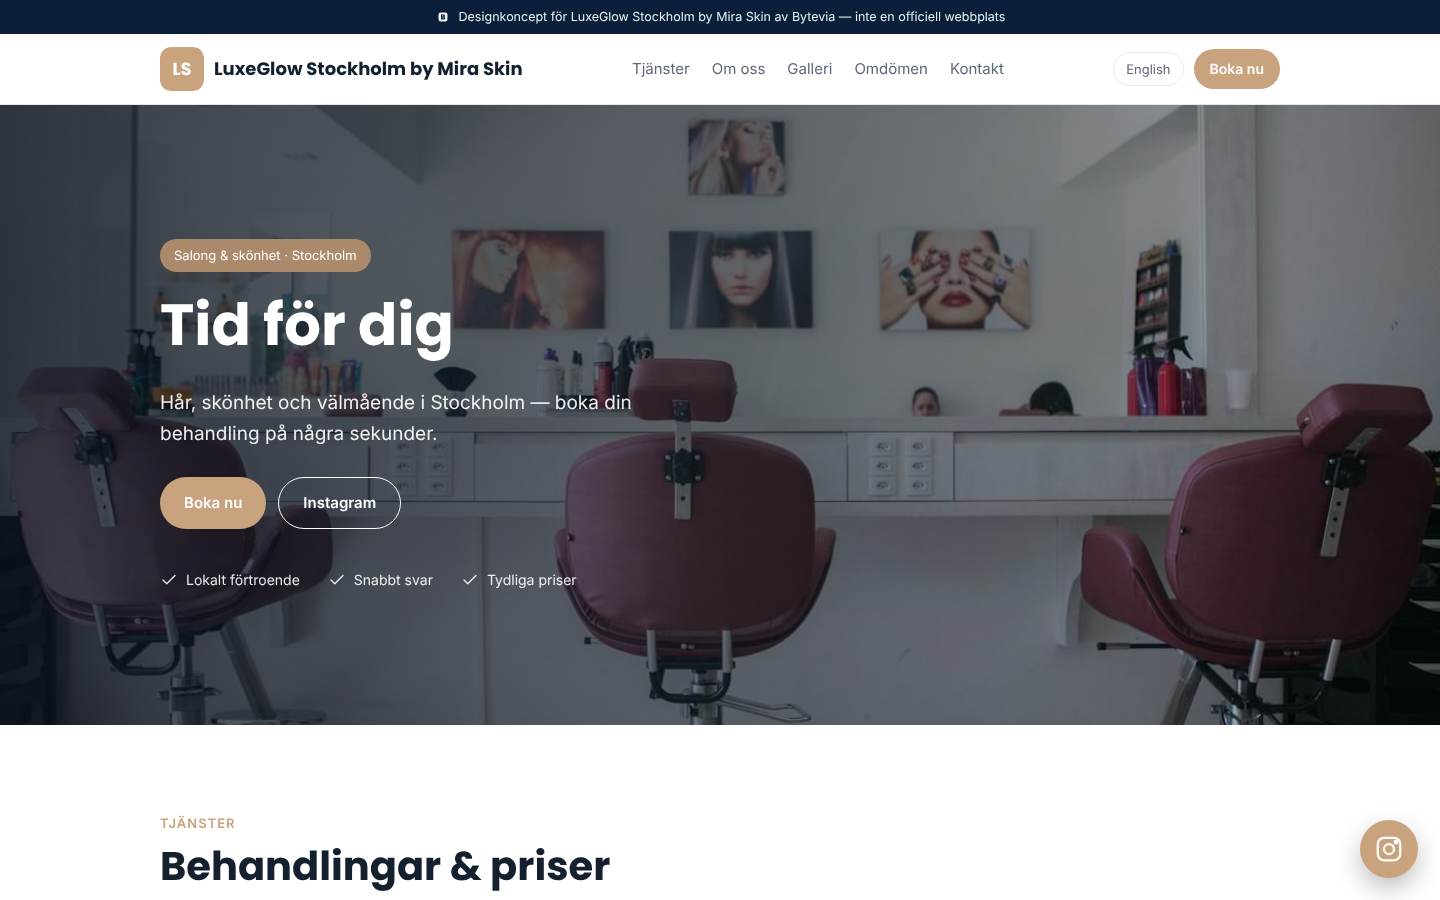 Designkoncept för LuxeGlow Stockholm by Mira Skin av Bytevia — inte en officiell webbplats
LS
LuxeGlow Stockholm by Mira Skin
Tjänster
Om oss
Galleri
Omdömen
Kontakt
English
Boka nu
Salong & skönhet · Stockholm
Tid för dig
Hår, skönhet och välmående i Stockholm — boka din
behandling på några sekunder.
Boka nu
Instagram
Lokalt förtroende
Snabbt svar
Tydliga priser
TJÄNSTER
Behandlingar & priser